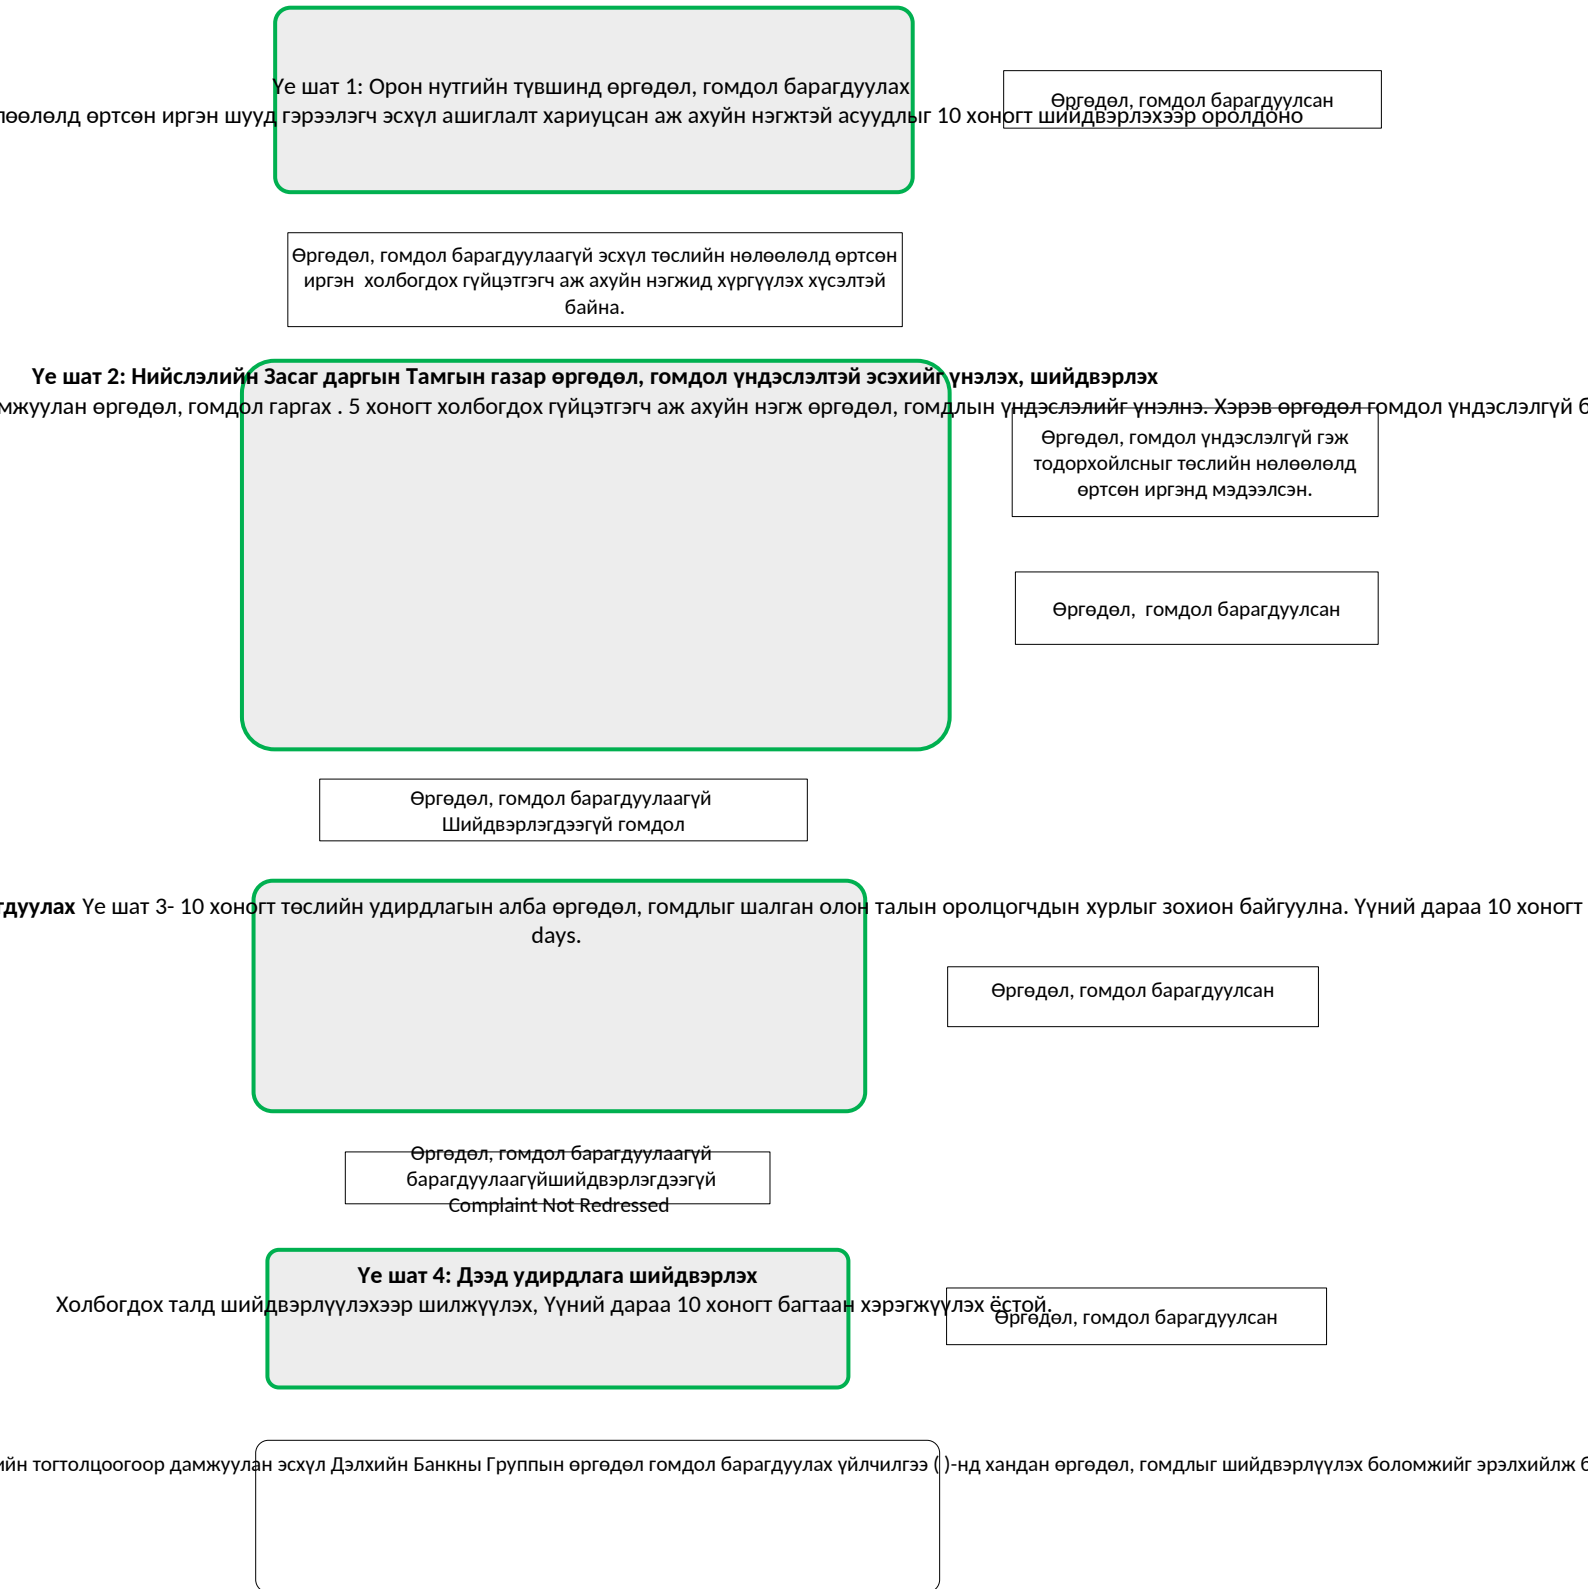 Үе шат 1: Орон нутгийн түвшинд өргөдөл, гомдол барагдуулах
өртсөн иргэн шууд гэрээлэгч эсхүл ашиглалт хариуцсан аж ахуйн нэгжтэй асуудлыг 10 хоногт шийдвэрлэхээр оролдоно
Өргөдөл, гомдол барагдуулсан
Өргөдөл, гомдол барагдуулаагүй эсхүл төслийн нөлөөлөлд өртсөн
иргэн холбогдох гүйцэтгэгч аж ахуйн нэгжид хүргүүлэх хүсэлтэй
байна.
Үе шат 2: Нийслэлийн Засаг даргын Тамгын газар өргөдөл, гомдол үндэслэлтэй эсэхийг үнэлэх, шийдвэрлэх
өргөдөл, гомдол гаргах . 5 хоногт холбогдох гүйцэтгэгч аж ахуйн нэгж өргөдөл, гомдлын үндэслэлийг үнэлнэ. Хэрэв өргөдөл гомдол үндэслэлгүй
Өргөдөл, гомдол үндэслэлгүй гэж
тодорхойлсныг төслийн нөлөөлөлд
өртсөн иргэнд мэдээлсэн.
Өргөдөл, гомдол барагдуулсан
Өргөдөл, гомдол барагдуулаагүй
Шийдвэрлэгдээгүй гомдол
Үе шат 3- 10 хоногт төслийн удирдлагын алба өргөдөл, гомдлыг шалган олон талын оролцогчдын хурлыг зохион байгуулна. Үүний дараа 10 хоногт
days.
Өргөдөл, гомдол барагдуулсан
Өргөдөл, гомдол барагдуулаагүй
барагдуулаагүйшийдвэрлэгдээгүй
Complaint Not Redressed
Үе шат 4: Дээд удирдлага шийдвэрлэх
Холбогдох талд шийдвэрлүүлэхээр шилжүүлэх, Үүний дараа 10 хоногт багтаан хэрэгжүүлэх ёстой.
Өргөдөл, гомдол барагдуулсан
тогтолцоогоор дамжуулан эсхүл Дэлхийн Банкны Группын өргөдөл гомдол барагдуулах үйлчилгээ ( )-нд хандан өргөдөл, гомдлыг шийдвэрлүүлэх боломжийг эрэлхийлж